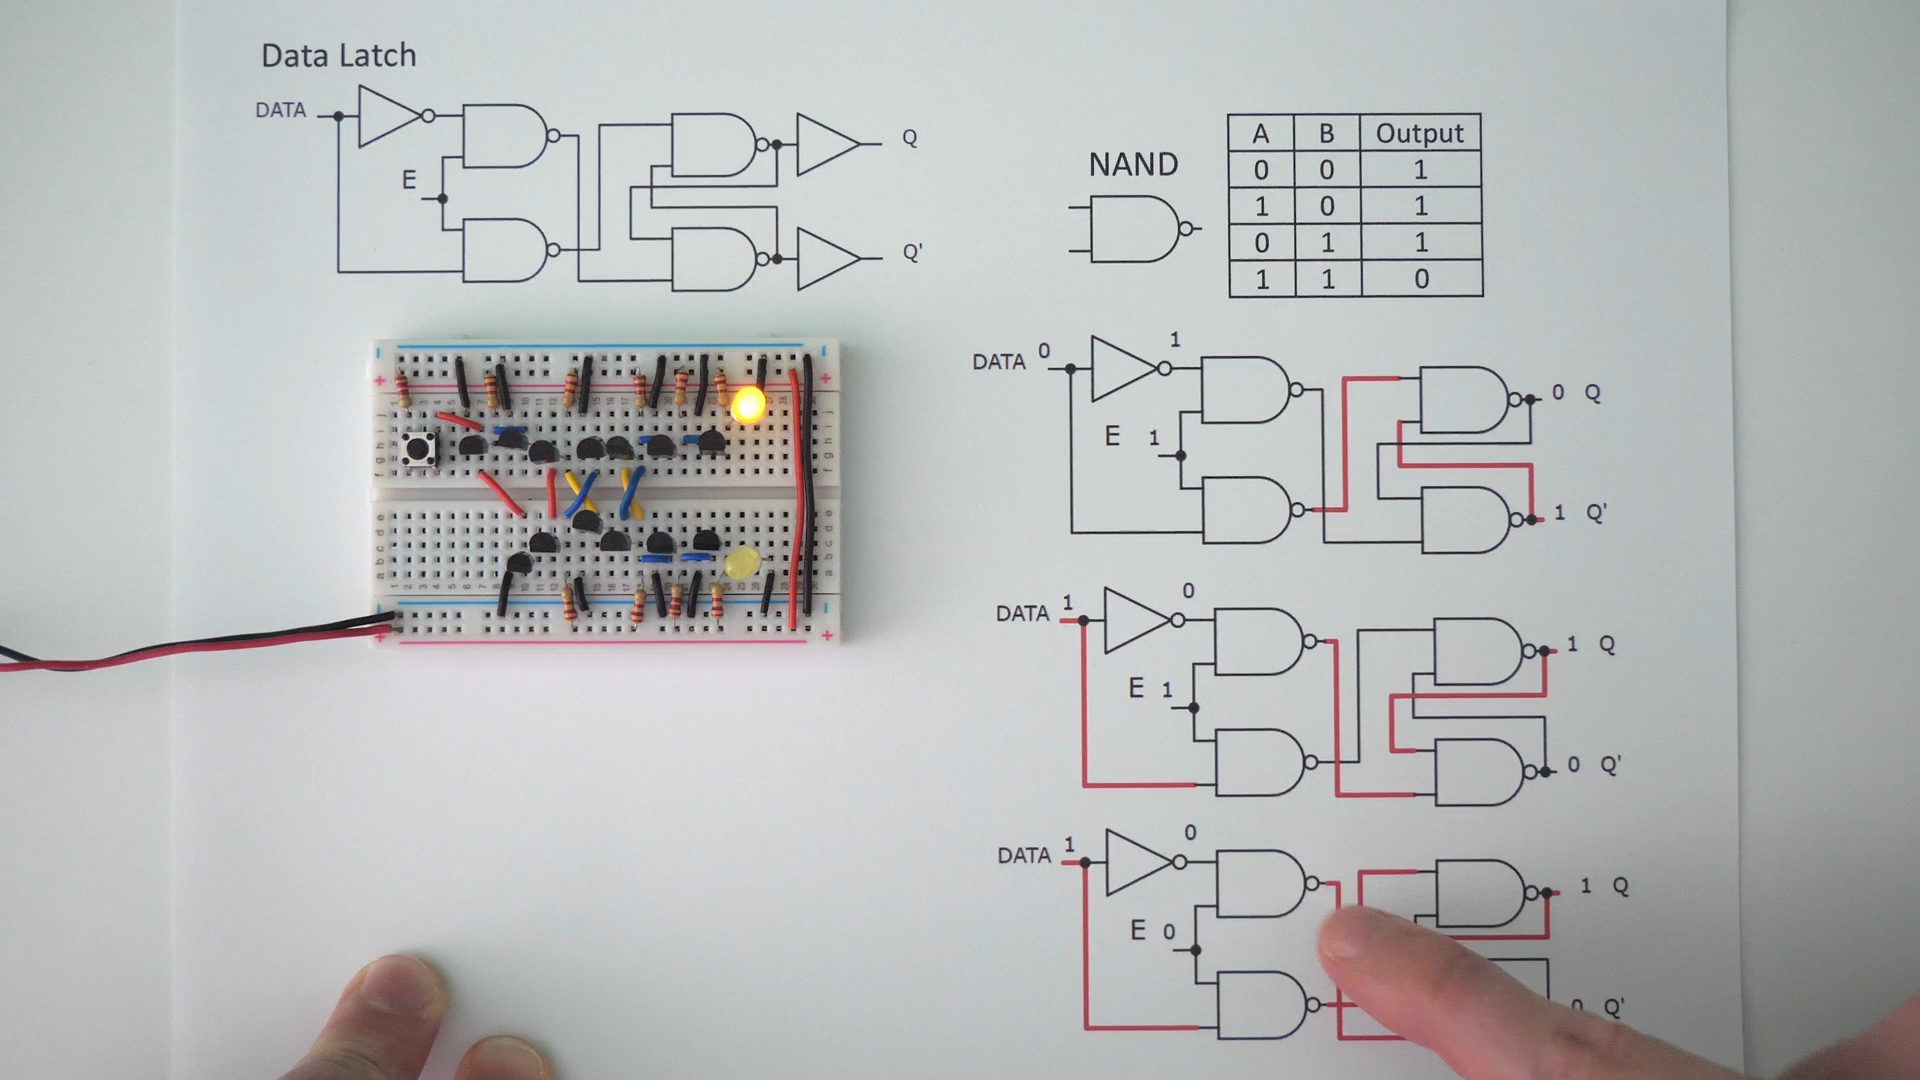 Data Latch
DATA
E
Q
Q'
NAND
A B Output
0 0 1
1 0 1
0 1 1
1 1 0
DATA 0 1
E 1
0 Q
1 Q'
DATA 1 0
E 1
1 Q
0 Q'
DATA 1 0
E 0
1 Q
0 Q'